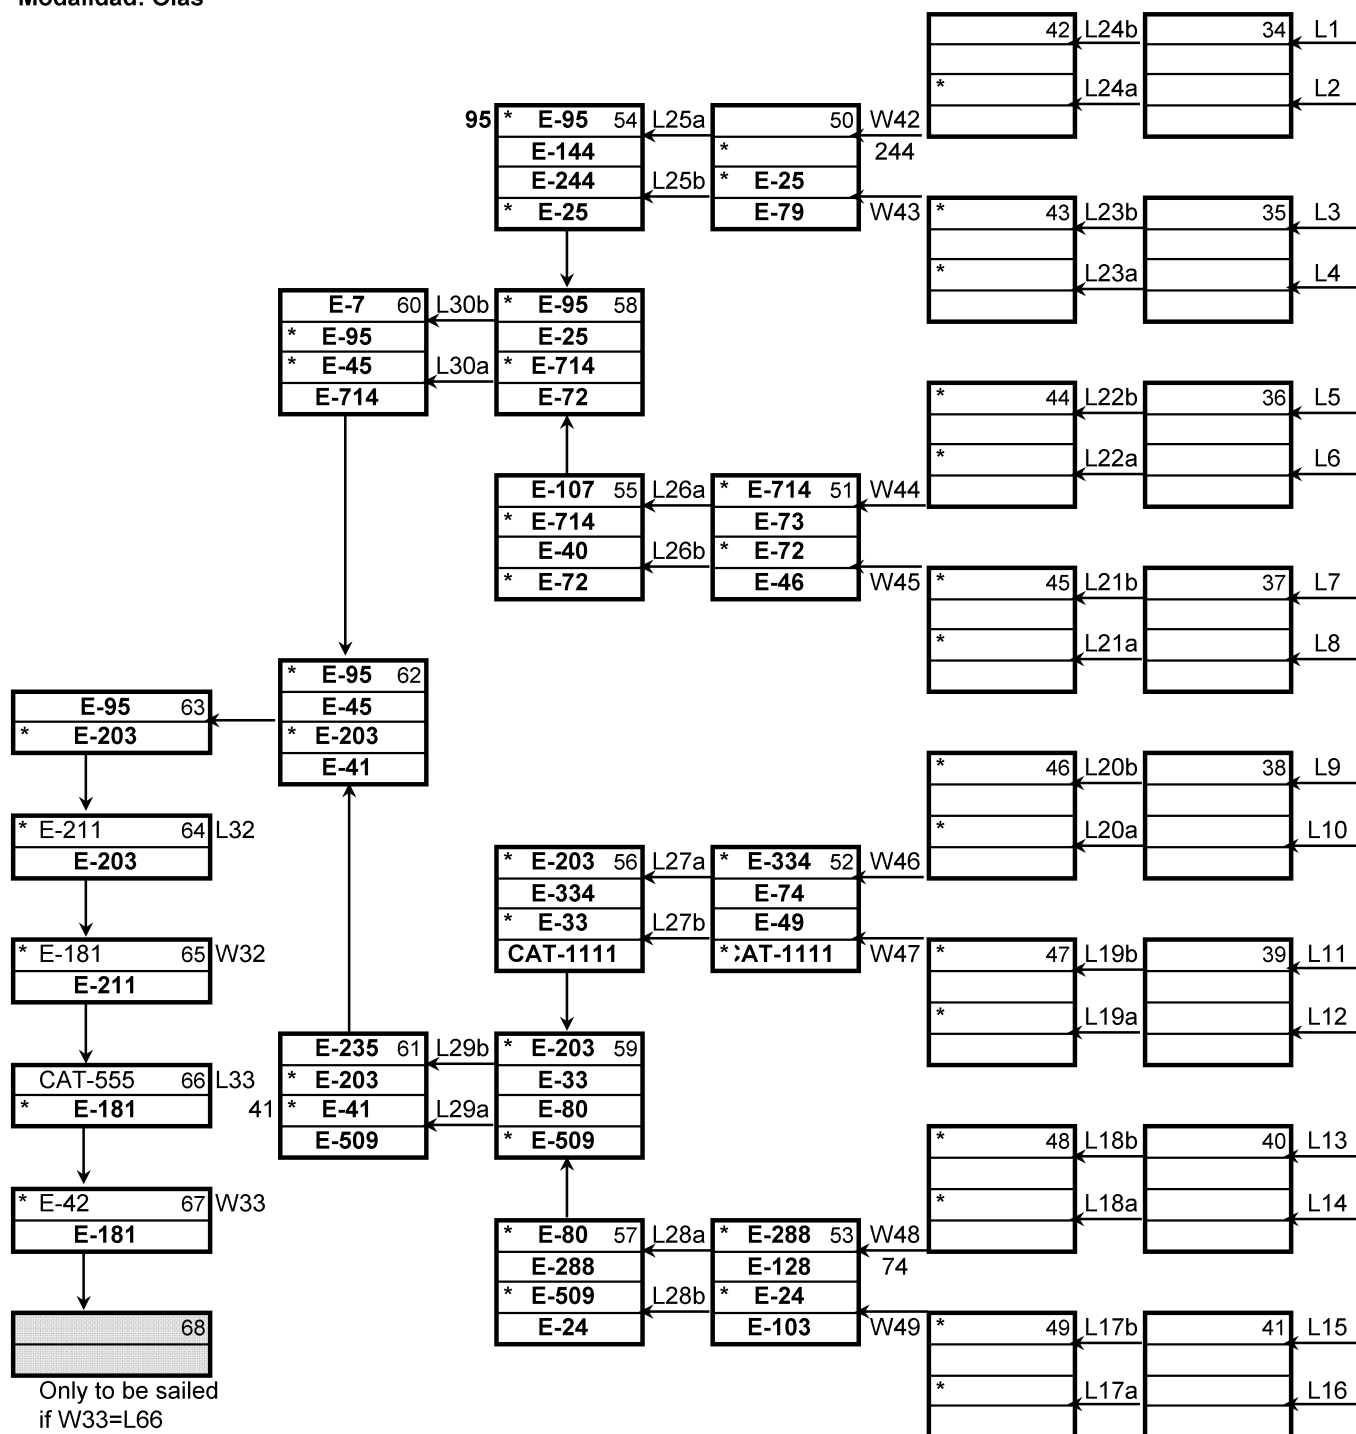 Modalidad: Olas
42 L24b 34 L1
* L24a L2
95 * E-95 54 L25a 50 W42
E-144 * 244
E-244 L25b * E-25
* E-25 E-79 W43
* 43 L23b 35 L3
* L23a L4
E-7 60 L30b * E-95 58
* E-95 E-25
* E-45 L30a * E-714
E-714 E-72
* 44 L22b 36 L5
* L22a L6
E-107 55 L26a * E-714 51 W44
* E-714 E-73
E-40 L26b * E-72
* E-72 E-46 W45
* 45 L21b 37 L7
* L21a L8
* E-95 62
E-45
* E-203
E-41
E-95 63
* E-203
* 46 L20b 38 L9
* L20a L10
* E-211 64 L32
E-203
* E-203 56 L27a * E-334 52 W46
E-334 E-74
* E-33 L27b E-49
CAT-1111 * CAT-1111 W47
* 47 L19b 39 L11
* L19a L12
* E-181 65 W32
E-211
E-235 61 L29b * E-203 59
* E-203 E-33
41 * E-41 L29a E-80
E-509 * E-509
CAT-555 66 L33
* E-181
* 48 L18b 40 L13
* L18a L14
* E-42 67 W33
E-181
* E-80 57 L28a * E-288 53 W48
E-288 E-128 74
* E-509 L28b * E-24
E-24 E-103 W49
* 49 L17b 41 L15
* L17a L16
68
Only to be sailed
if W33=L66